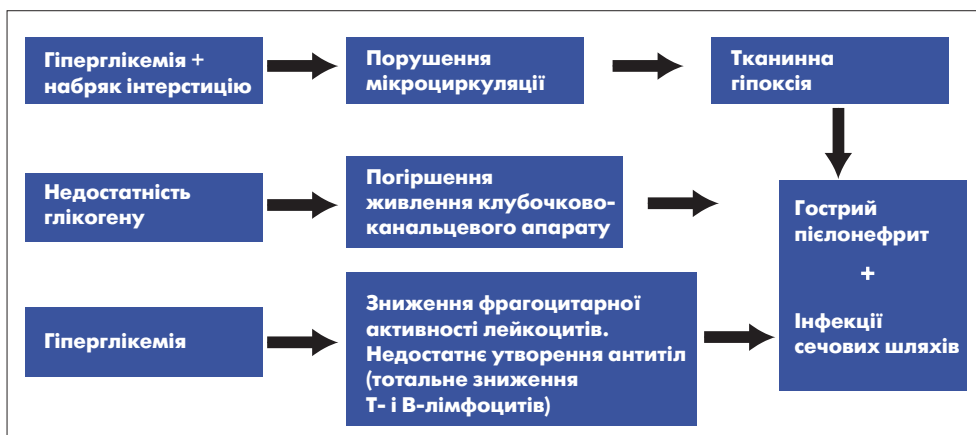 Гіперглікемія +
набряк інтерстицію
Порушення
мікроциркуляції
Тканинна
гіпоксія
Недостатність
глікогену
Погіршення
живлення клубочково-
канальцевого апарату
Гострий
пієлонефрит
+
Інфекції
сечових шляхів
Гіперглікемія
Зниження фрагоцитарної
активності лейкоцитів.
Недостатнє утворення антитіл
(тотальне зниження
Т- і В-лімфоцитів)